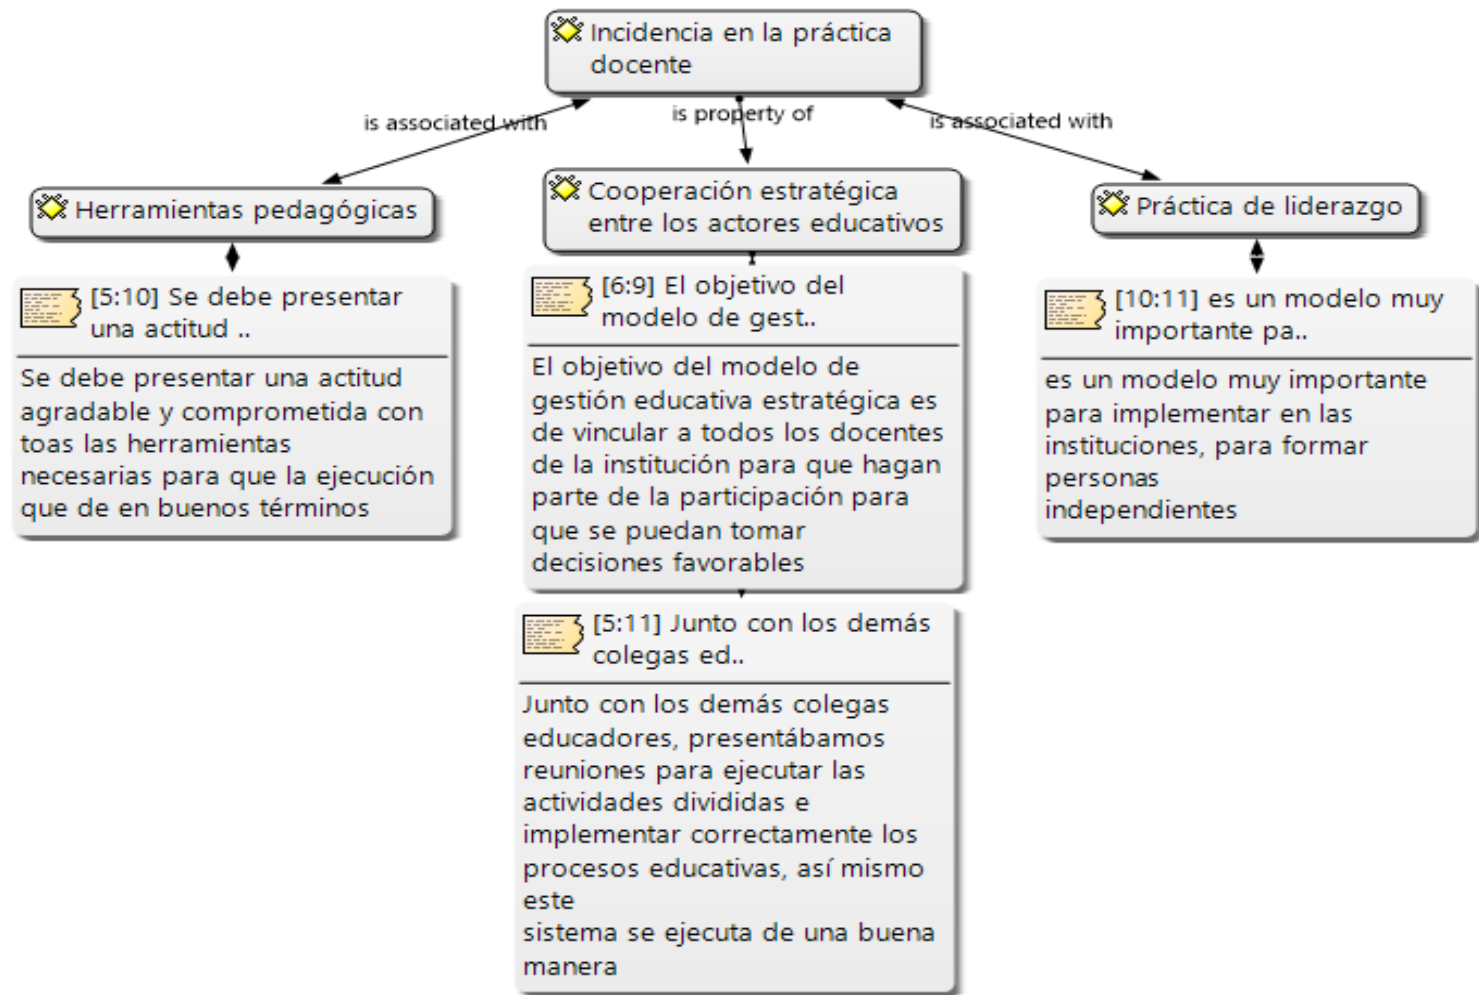 Incidencia en la práctica
docente
is associated with
is property of
is associated with
Herramientas pedagógicas
Cooperación estratégica
entre los actores educativos
Práctica de liderazgo
[5:10] Se debe presentar
una actitud ..
Se debe presentar una actitud
agradable y comprometida con
toas las herramientas
necesarias para que la ejecución
que de en buenos términos
[6:9] El objetivo del
modelo de gest..
El objetivo del modelo de
gestión educativa estratégica es
de vincular a todos los docentes
de la institución para que hagan
parte de la participación para
que se puedan tomar
decisiones favorables
[10:11] es un modelo muy
importante pa..
es un modelo muy importante
para implementar en las
instituciones, para formar
personas
independientes
[5:11] Junto con los demás
colegas ed..
Junto con los demás colegas
educadores, presentábamos
reuniones para ejecutar las
actividades divididas e
implementar correctamente los
procesos educativas, así mismo
este
sistema se ejecuta de una buena
manera